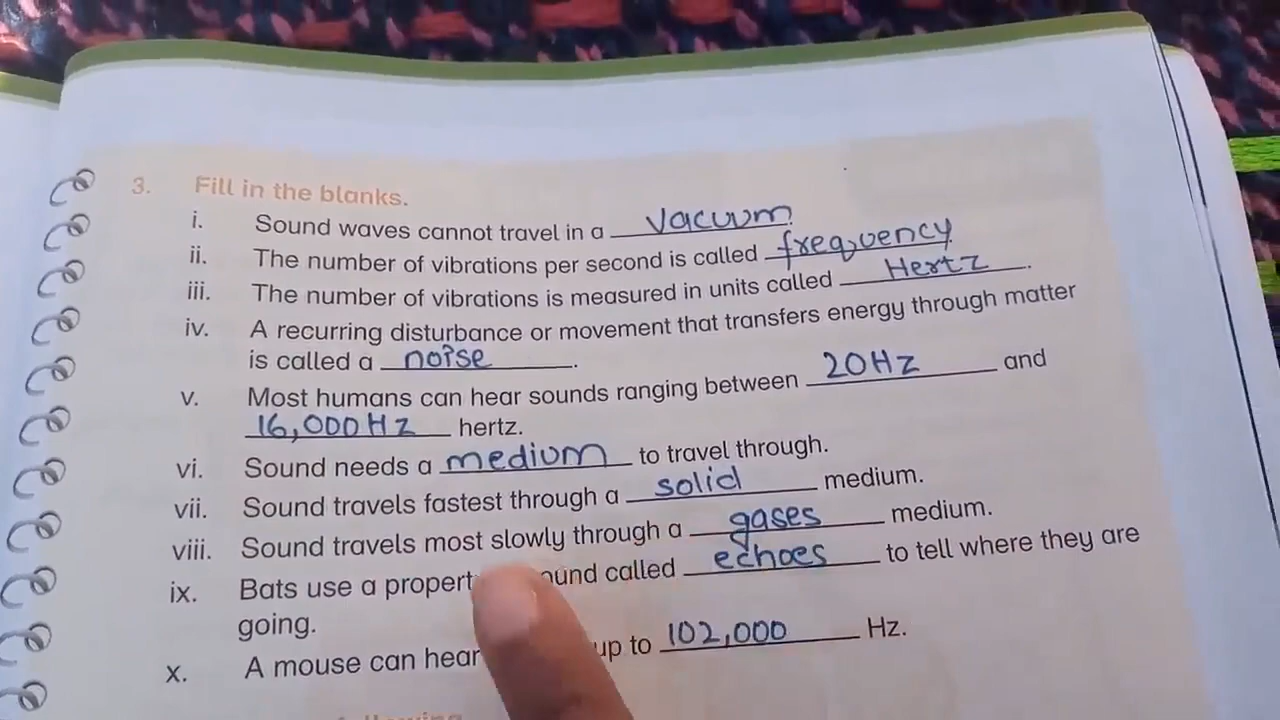 3. Fill in the blanks.
i. Sound waves cannot travel in a vacuum
ii. The number of vibrations per second is called frequency.
iii. The number of vibrations is measured in units called Hertz.
iv. A recurring disturbance or movement that transfers energy through matter
is called a noise.
v. Most humans can hear sounds ranging between 20Hz and
16,000Hz hertz.
vi. Sound needs a medium to travel through.
vii. Sound travels fastest through a solid medium.
viii. Sound travels most slowly through a gases medium.
ix. Bats use a propert ound called echoes to tell where they are
going.
x. A mouse can hear up to 102,000 Hz.